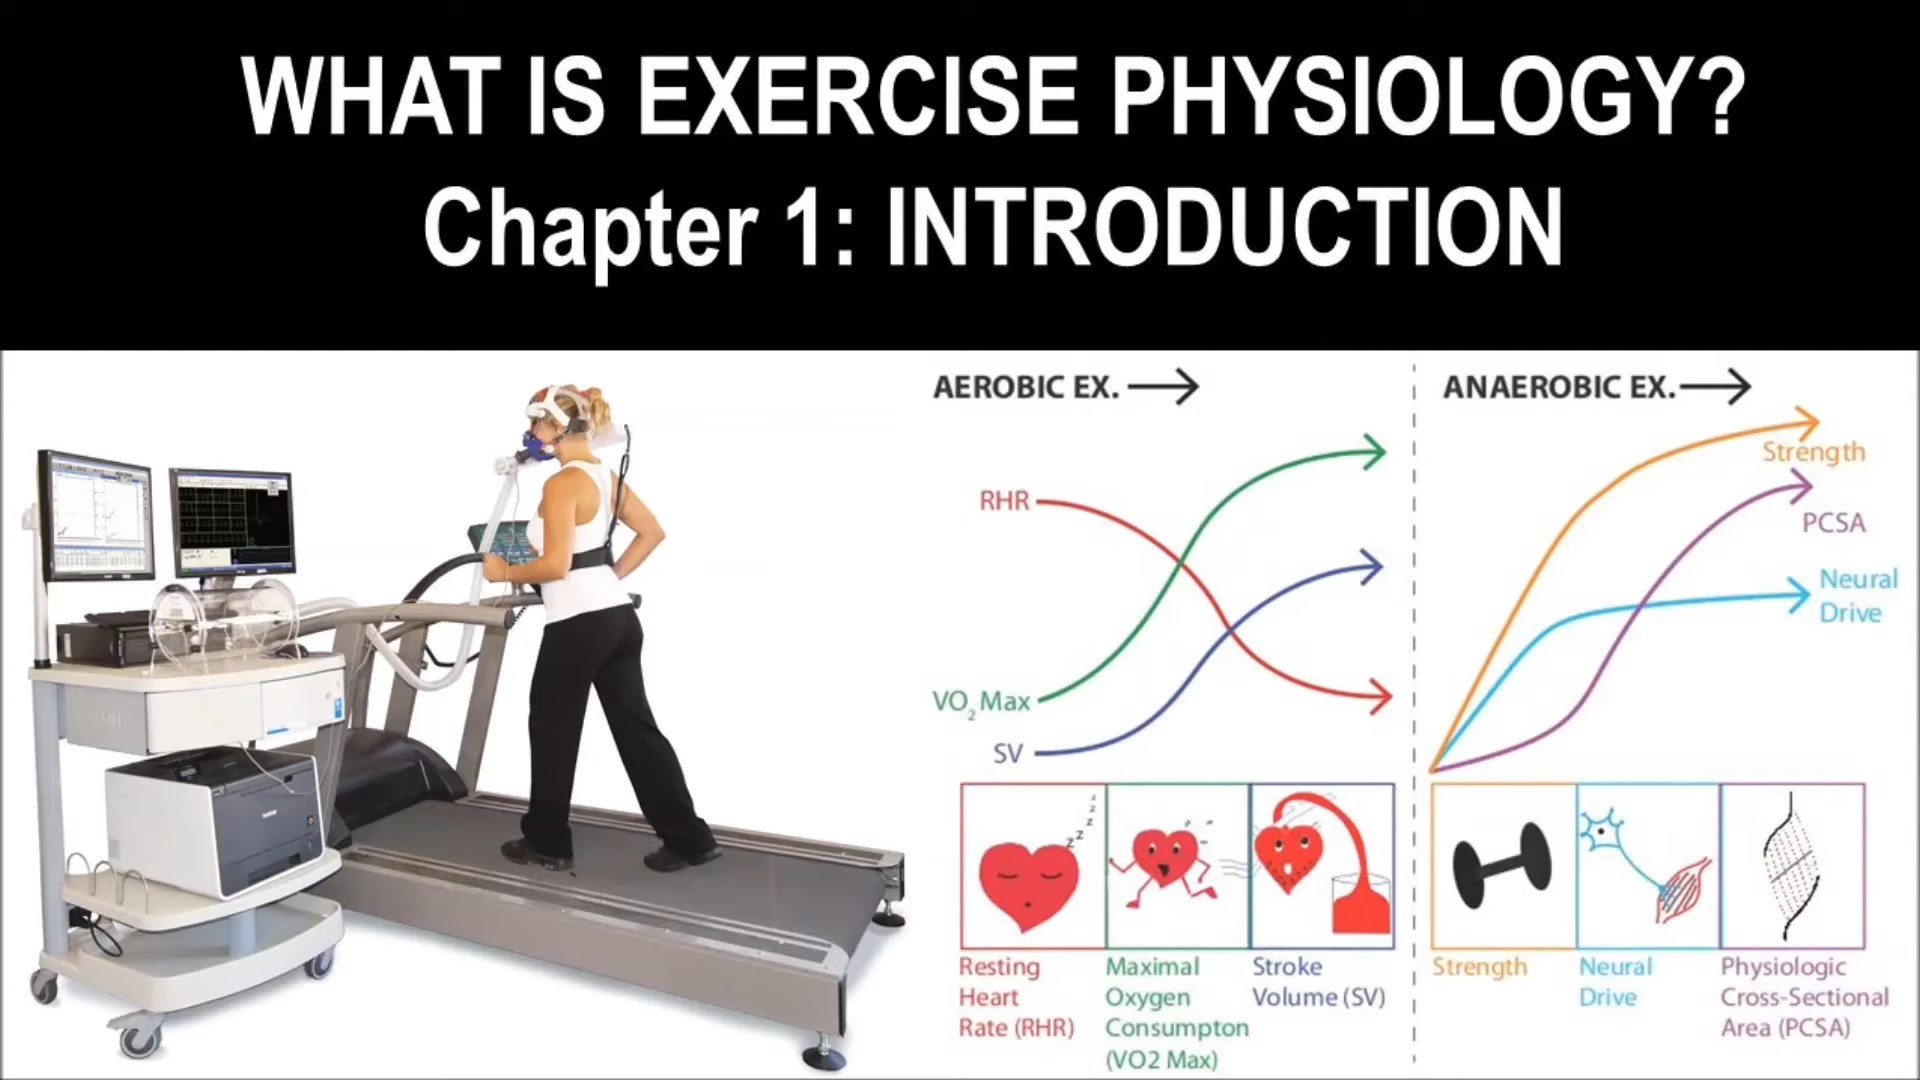 WHAT IS EXERCISE PHYSIOLOGY?
Chapter 1: INTRODUCTION
AEROBIC EX.
RHR
VO2 Max
SV
ANAEROBIC EX.
Strength
PCSA
Neural
Drive
z z z z
Resting
Heart
Rate (RHR)
Maximal
Oxygen
Consumpton
(VO2 Max)
Stroke
Volume (SV)
Strength
Neural
Drive
Physiologic
Cross-Sectional
Area (PCSA)